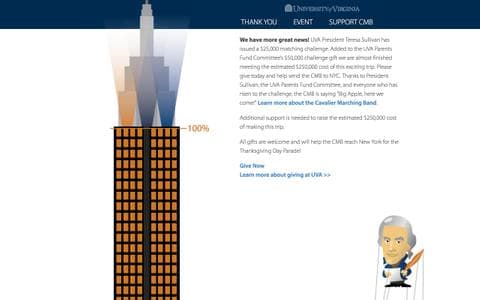 UNIVERSITY of VIRGINIA
THANK YOU EVENT SUPPORT CMB
We have more great news! UVA President Teresa Sullivan has
issued a $25,000 matching challenge. Added to the UVA Parents
Fund Committee's $50,000 challenge gift we are almost finished
meeting the estimated $250,000 cost of this exciting trip. Please
give today and help send the CMB to NYC. Thanks to President
Sullivan, the UVA Parents Fund Committee, and everyone who has
risen to the challenge, the CMB is saying "Big Apple, here we
come!" Learn more about the Cavalier Marching Band.
Additional support is needed to raise the estimated $250,000 cost
of making this trip.
100%
All gifts are welcome and will help the CMB reach New York for the
Thanksgiving Day Parade!
Give Now
Learn more about giving at UVA >>